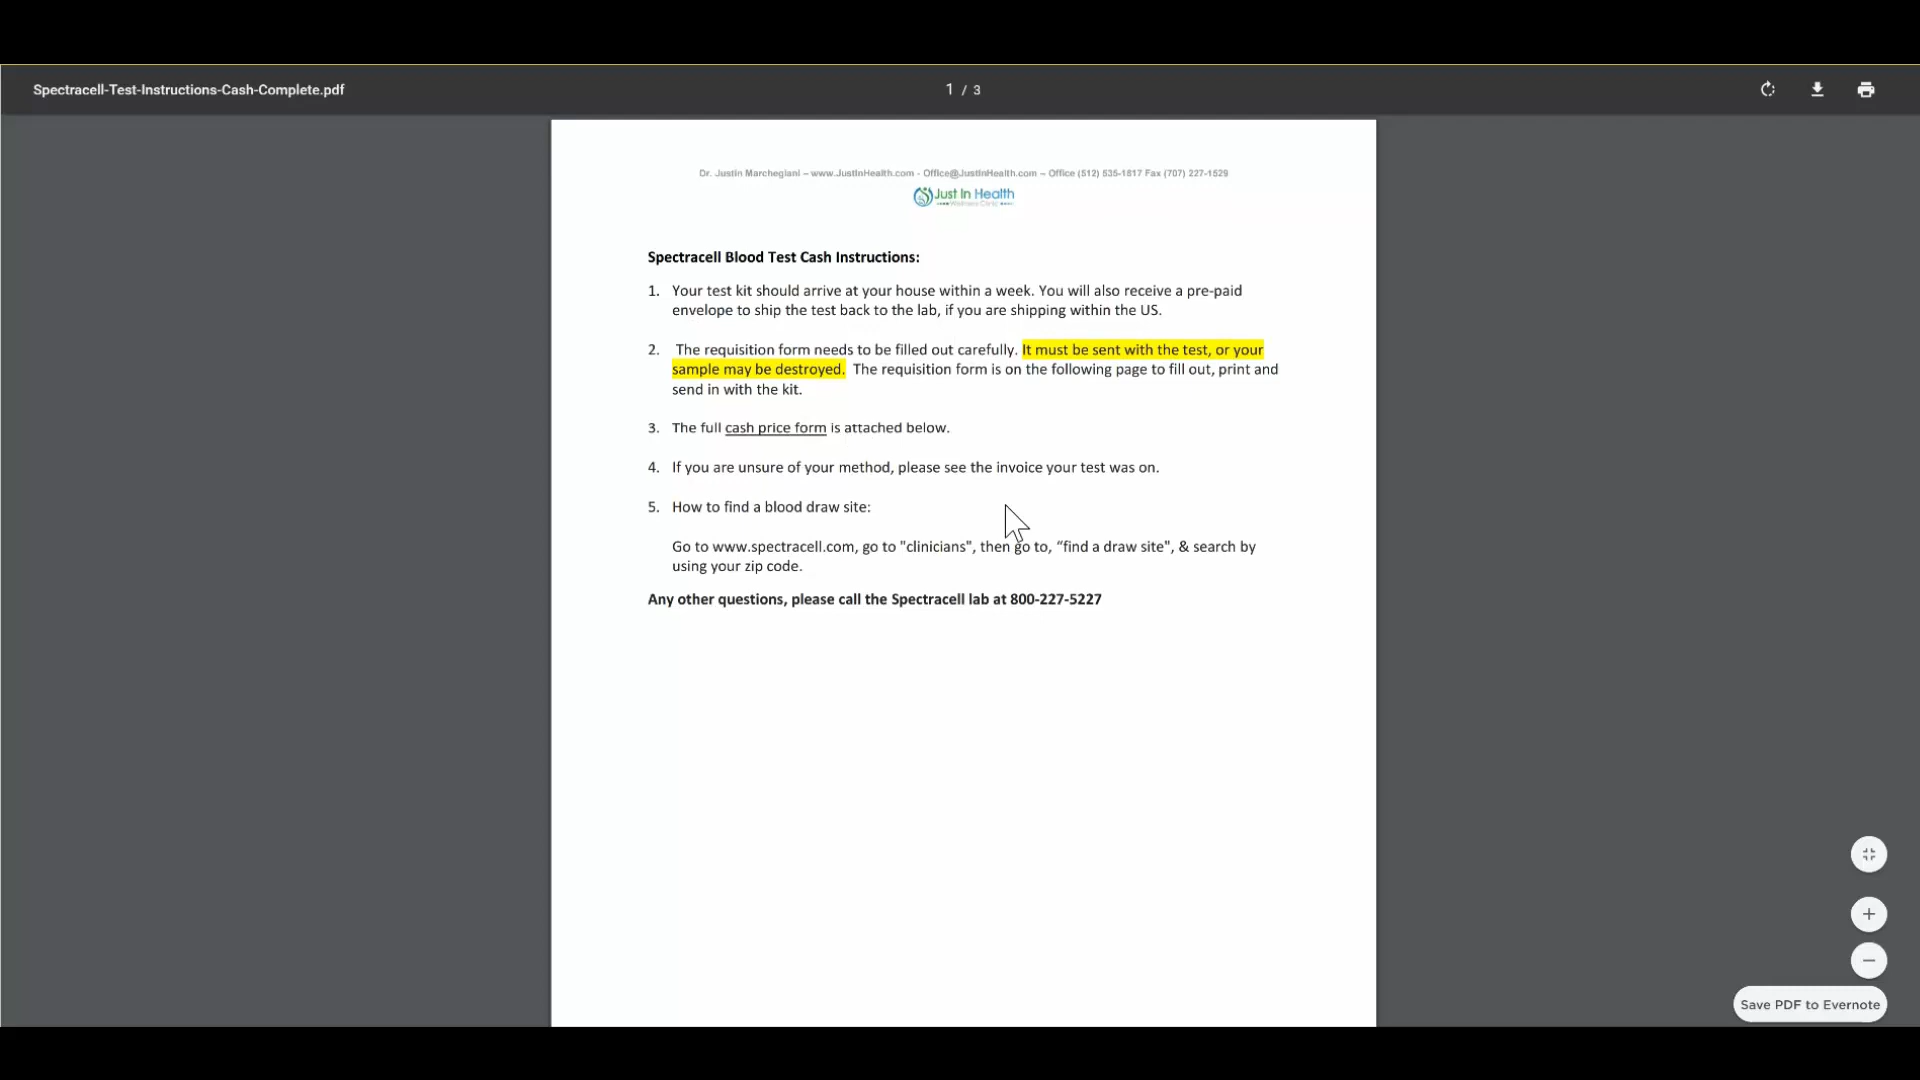 Spectracell-Test-Instructions-Cash-Complete.pdf
1 / 3
Dr. Justin Marchegiani – www.JustInHealth.com - Office@JustInHealth.com – Office (512) 535-1817 Fax (707) 227-1529
Just In Health
Wellness Clinic
Spectracell Blood Test Cash Instructions:
1. Your test kit should arrive at your house within a week. You will also receive a pre-paid
envelope to ship the test back to the lab, if you are shipping within the US.
2. The requisition form needs to be filled out carefully. It must be sent with the test, or your
sample may be destroyed. The requisition form is on the following page to fill out, print and
send in with the kit.
3. The full cash price form is attached below.
4. If you are unsure of your method, please see the invoice your test was on.
5. How to find a blood draw site:
Go to www.spectracell.com, go to "clinicians", then go to, “find a draw site", & search by
using your zip code.
Any other questions, please call the Spectracell lab at 800-227-5227
Save PDF to Evernote